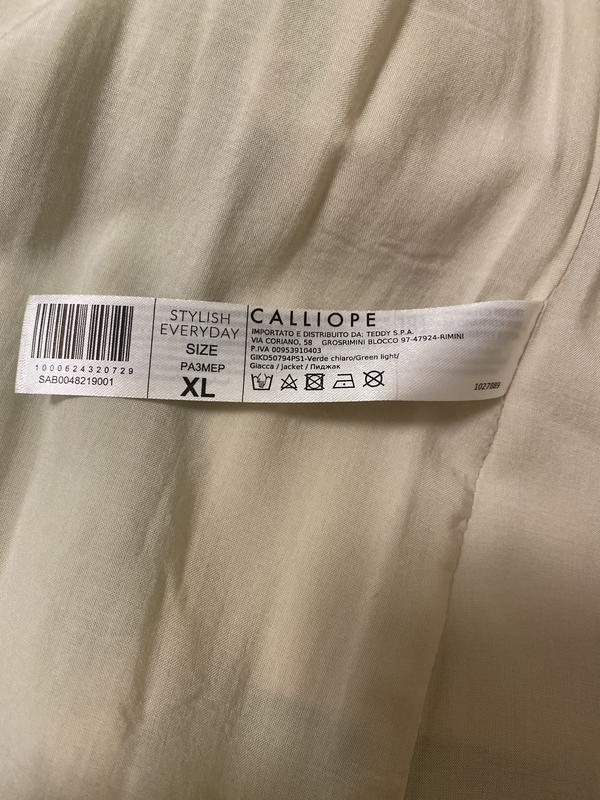 1000624320729
SAB0048219001
STYLISH
EVERYDAY
SIZE
РАЗМЕР
XL
CALLIOPE
IMPORTATO E DISTRIBUITO DA: TEDDY S.P.A.
VIA CORIANO, 58 GROSRIMINI BLOCCO 97-47924-RIMINI
P.IVA 00953910403
GIKD50794PS1-Verde chiaro/Green light/
Giacca / Jacket / Пиджак
1027889